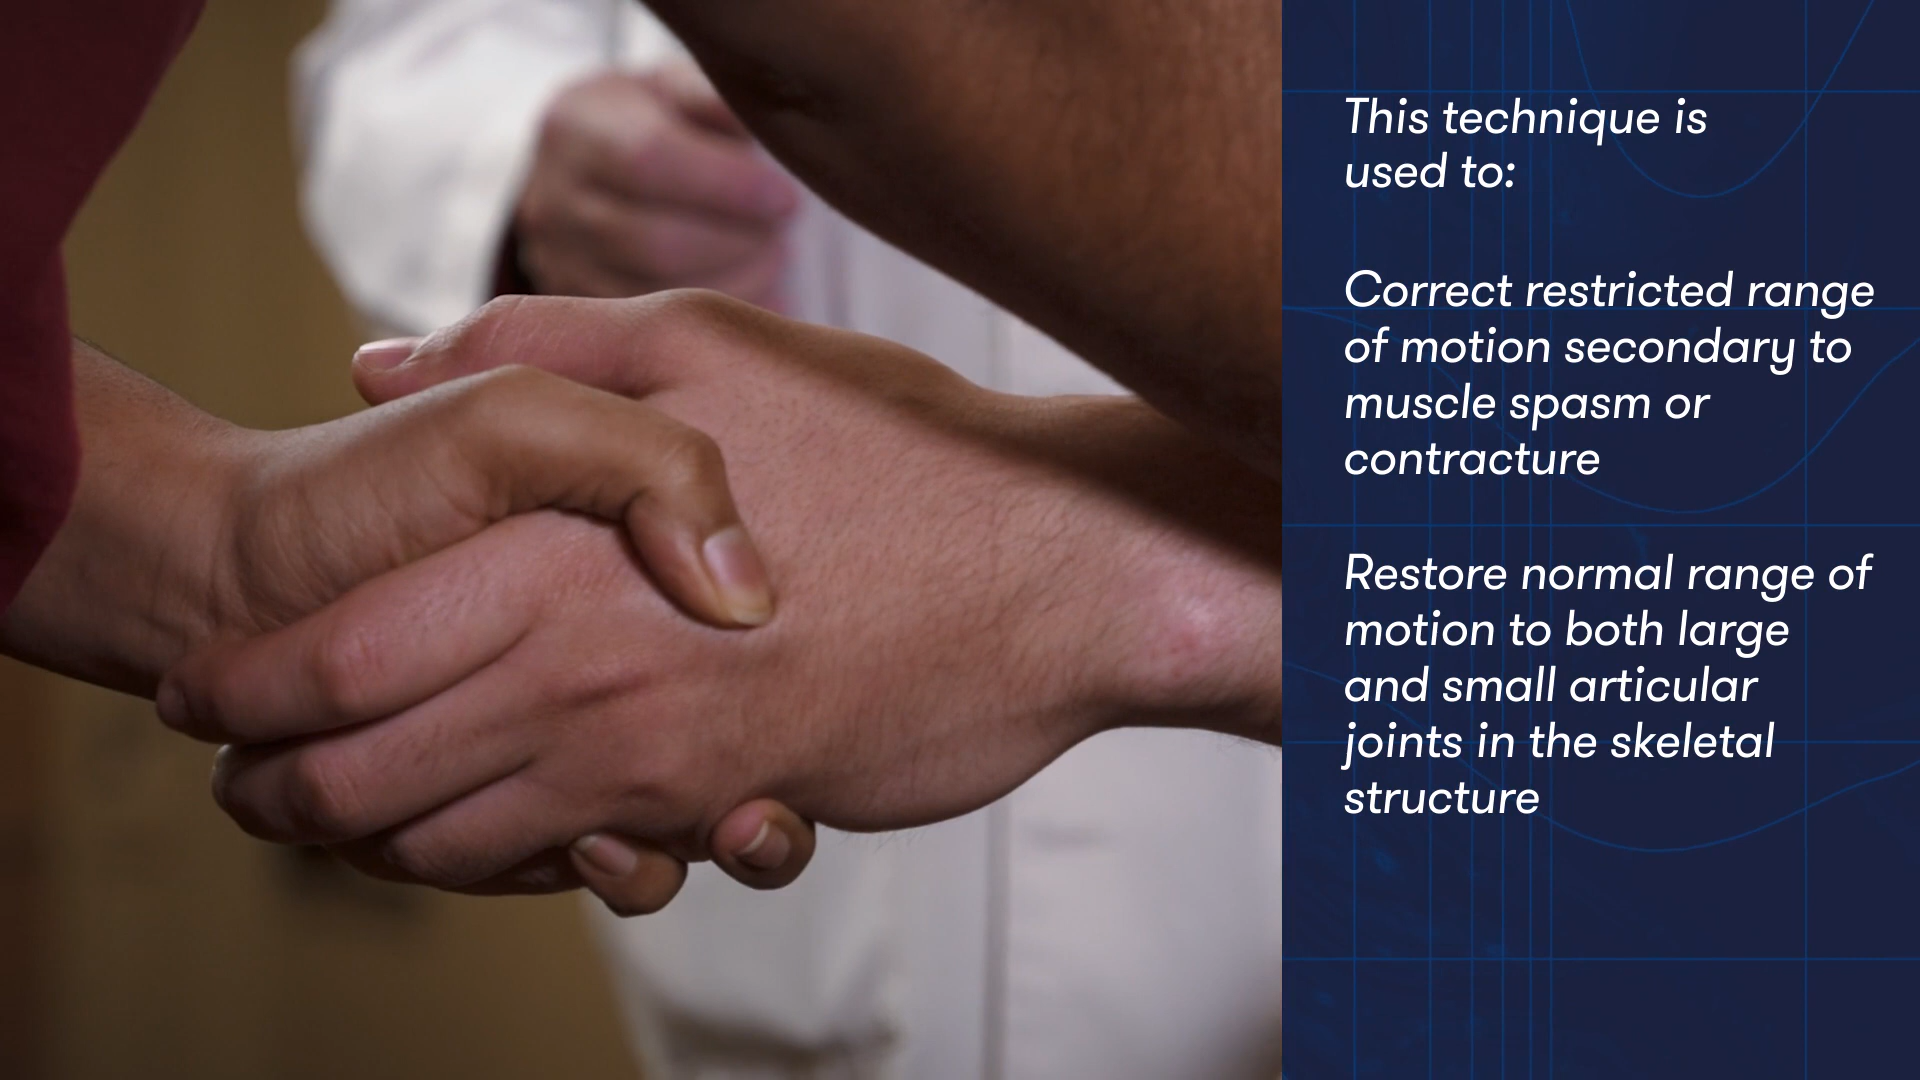 This technique is
used to:
Correct restricted range
of motion secondary to
muscle spasm or
contracture
Restore normal range of
motion to both large
and small articular
joints in the skeletal
structure